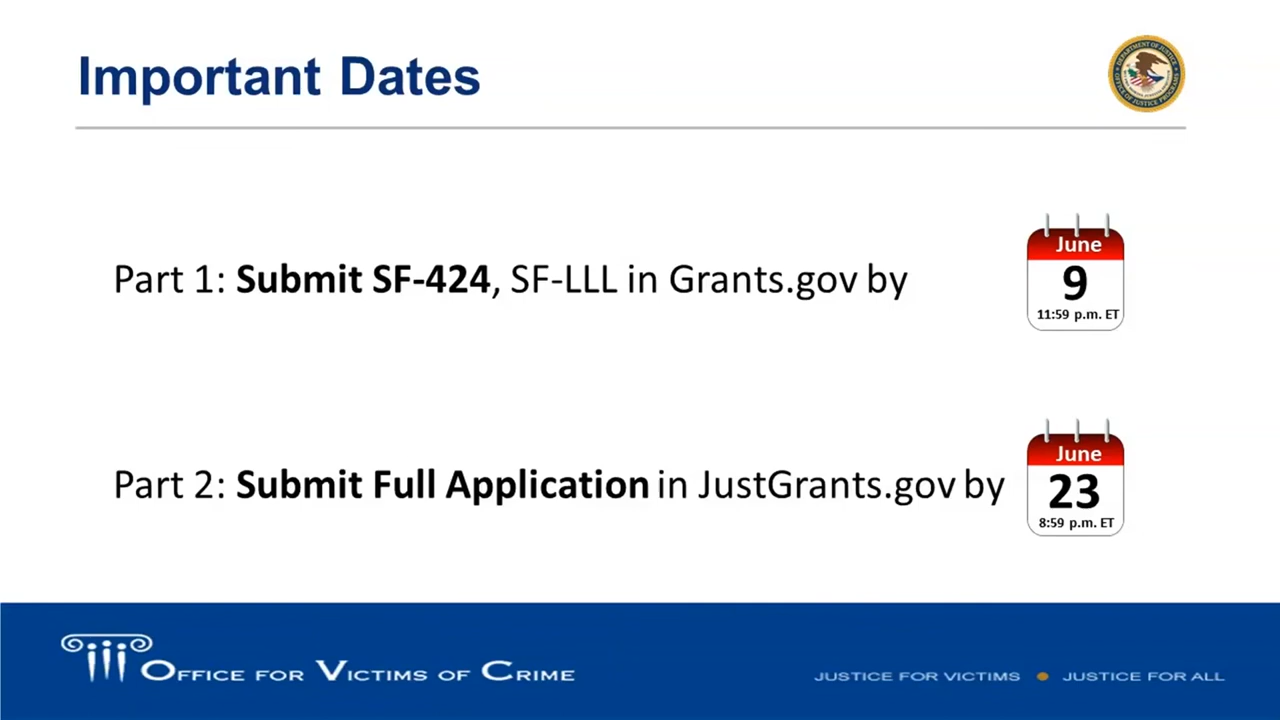 Important Dates
Part 1: Submit SF-424, SF-LLL in Grants.gov by
June
9
11:59 p.m. ET
Part 2: Submit Full Application in JustGrants.gov by
June
23
8:59 p.m. ET
OFFICE FOR VICTIMS OF CRIME
JUSTICE FOR VICTIMS • JUSTICE FOR ALL